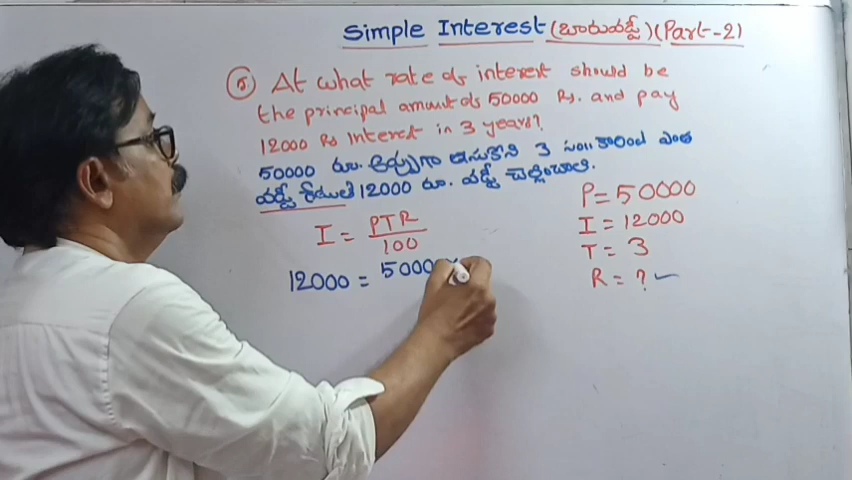 Simple Interest (బారువడ్డీ) (Part-2)
⑤ At what rate of interest should be
the principal amount of 50000 Rs. and pay
12000 Rs Interest in 3 years?
50000 రూ. అప్పుగా తీసుకొని 3 సం॥ కాలంలో ఎంత
వడ్డీ రేటుతో 12000 రూ. వడ్డీ చెల్లించాలి.
P = 50000
I = 12000
T = 3
R = ?
I = PTR
100
12000 = 5000